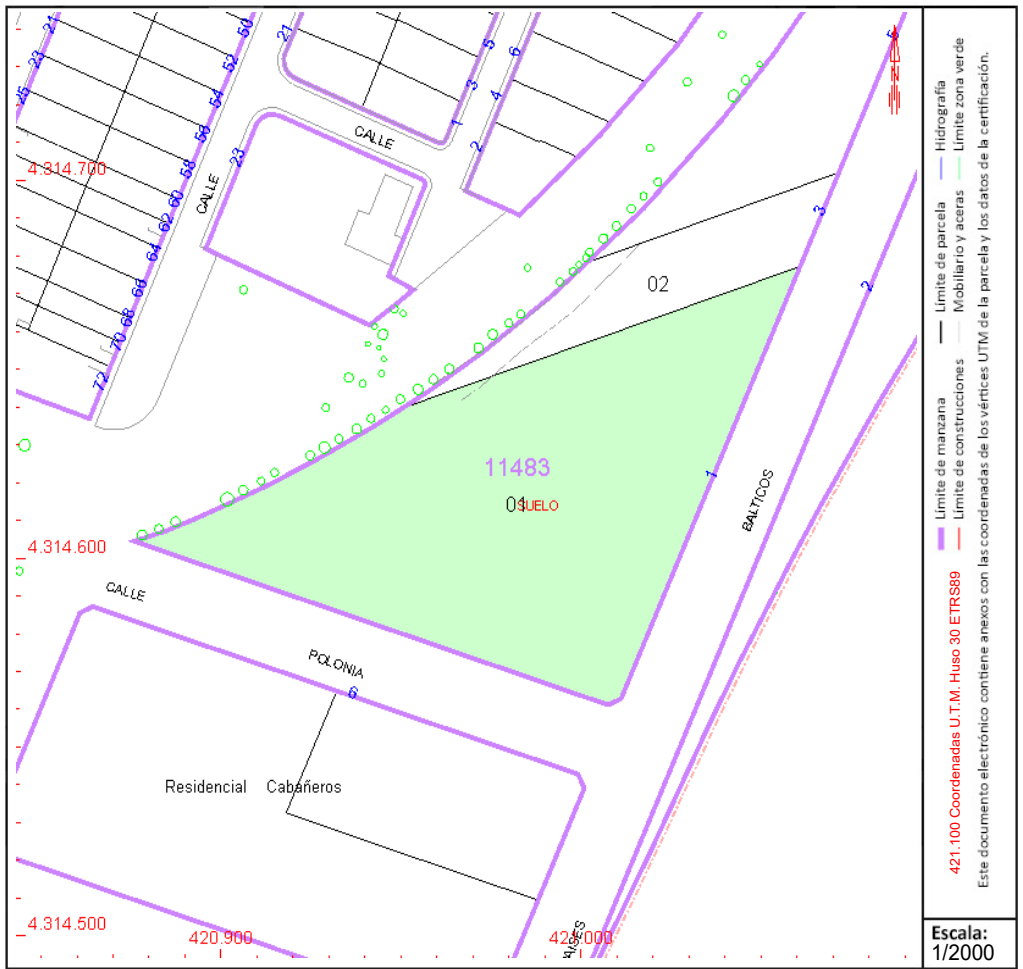 21
23
25
50
52
54
56
58
60
62
64
66
68
70
72
21
23
CALLE
CALLE
1
3
5
2
4
6
5
3
2
1
4.314.700
02
11483
01
SUELO
BALTICOS
4.314.600
CALLE
POLONIA
6
Residencial Cabañeros
4.314.500
420.900
421.000
AISES
Hidrografía
Límite zona verde
Límite de parcela
Mobiliario y aceras
Límite de manzana
Límite de construcciones
421.100 Coordenadas U.T.M. Huso 30 ETRS89
Este documento electrónico contiene anexos con las coordenadas de los vértices UTM de la parcela y los datos de la certificación.
Escala:
1/2000